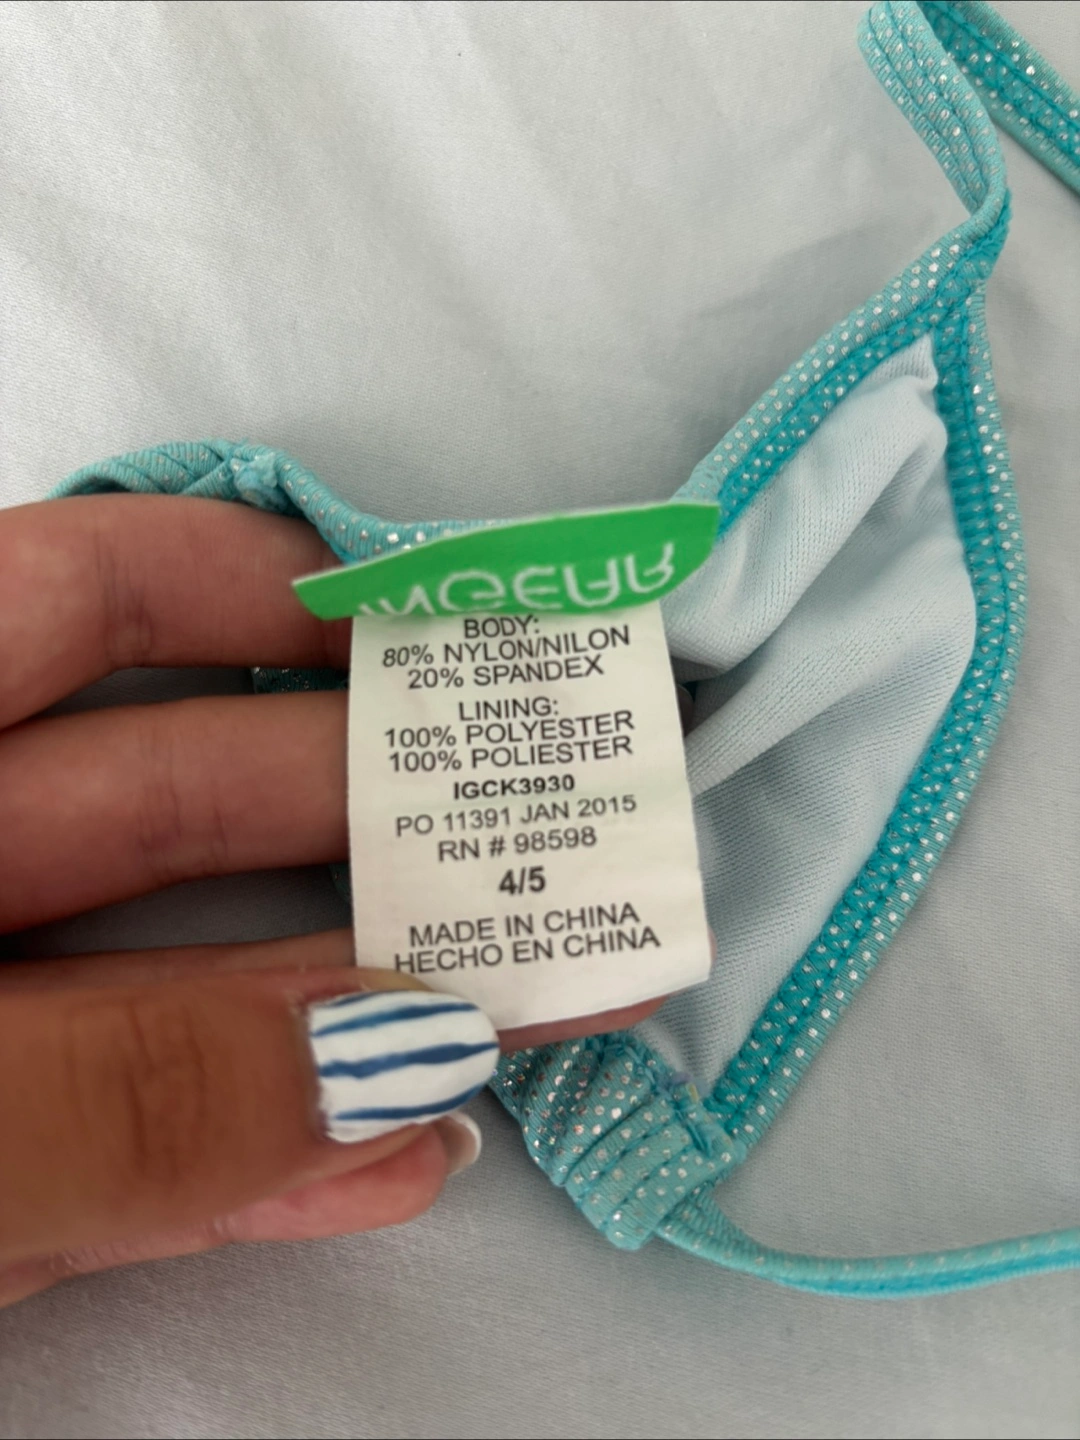 INGEAR
BODY:
80% NYLON/NILON
20% SPANDEX
LINING:
100% POLYESTER
100% POLIESTER
IGCK3930
PO 11391 JAN 2015
RN # 98598
4/5
MADE IN CHINA
HECHO EN CHINA